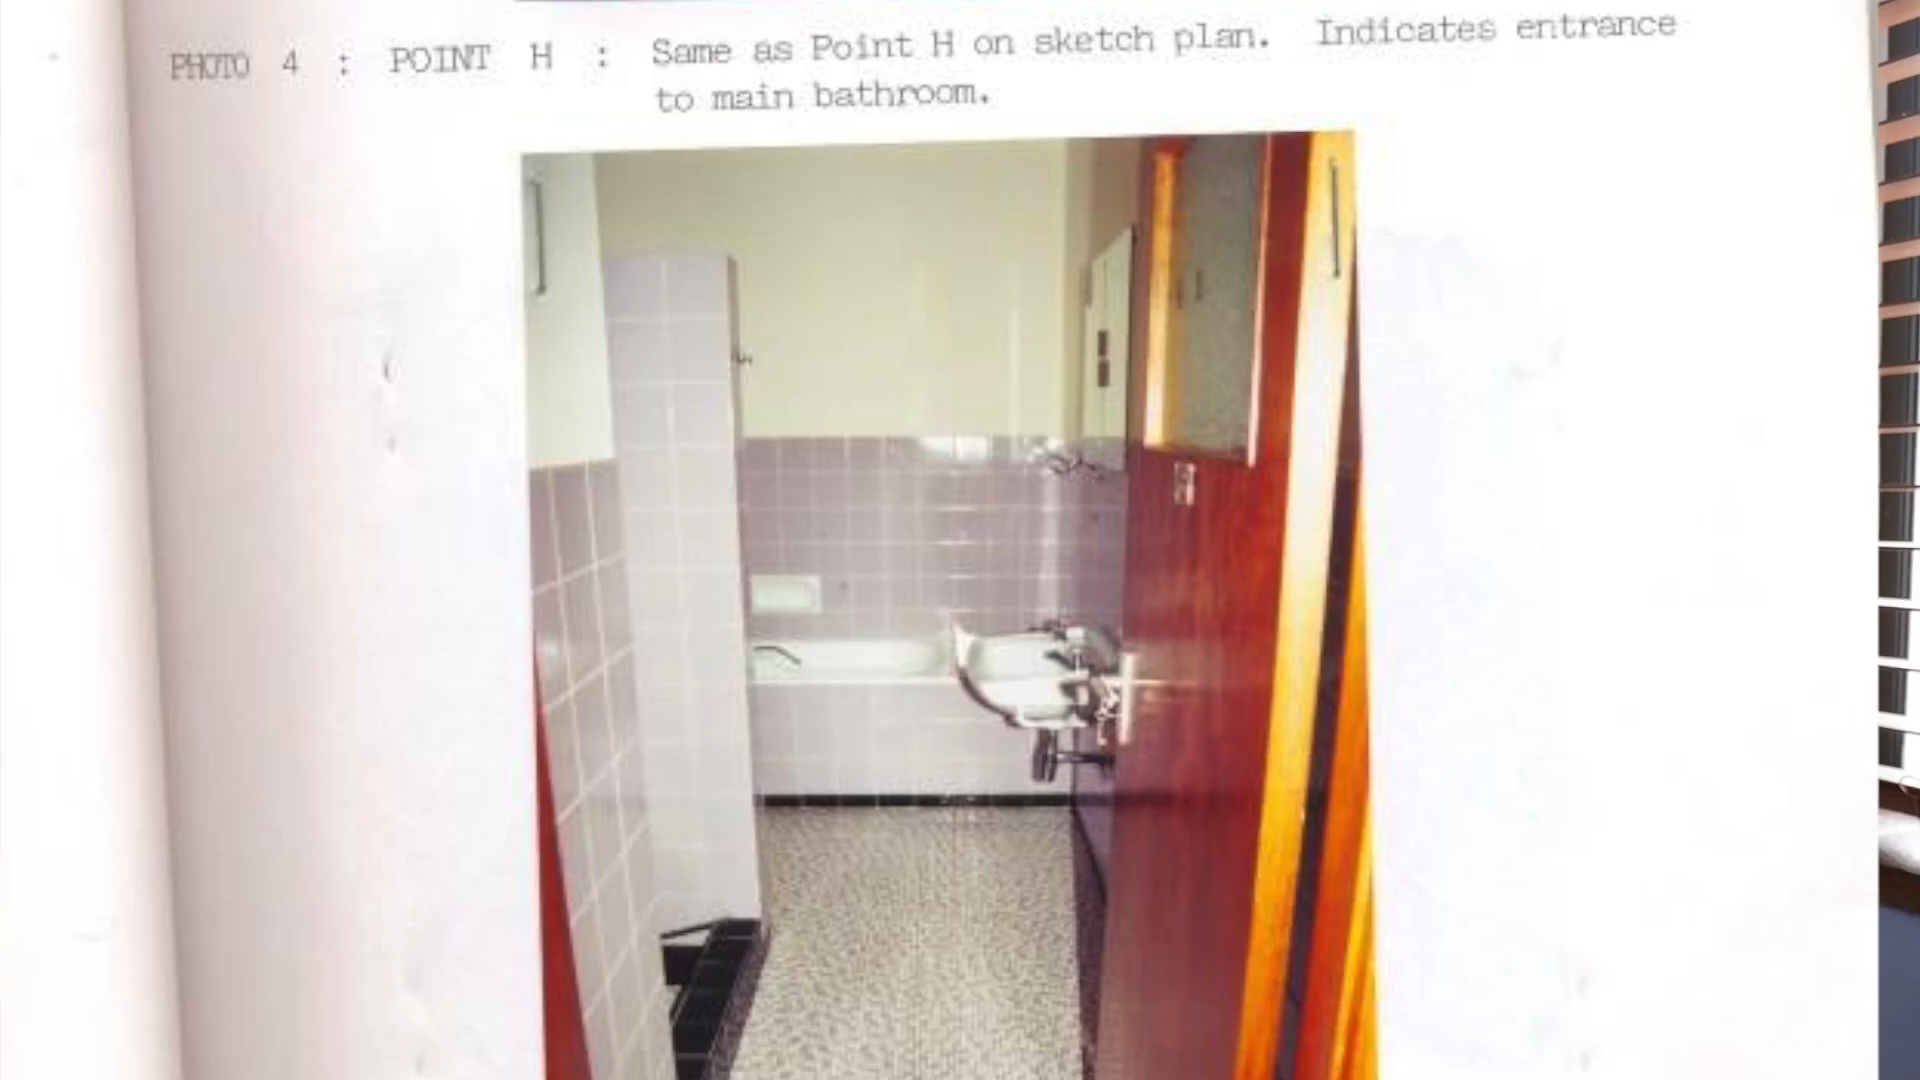 PHOTO 4 : POINT H : Same as Point H on sketch plan. Indicates entrance
to main bathroom.